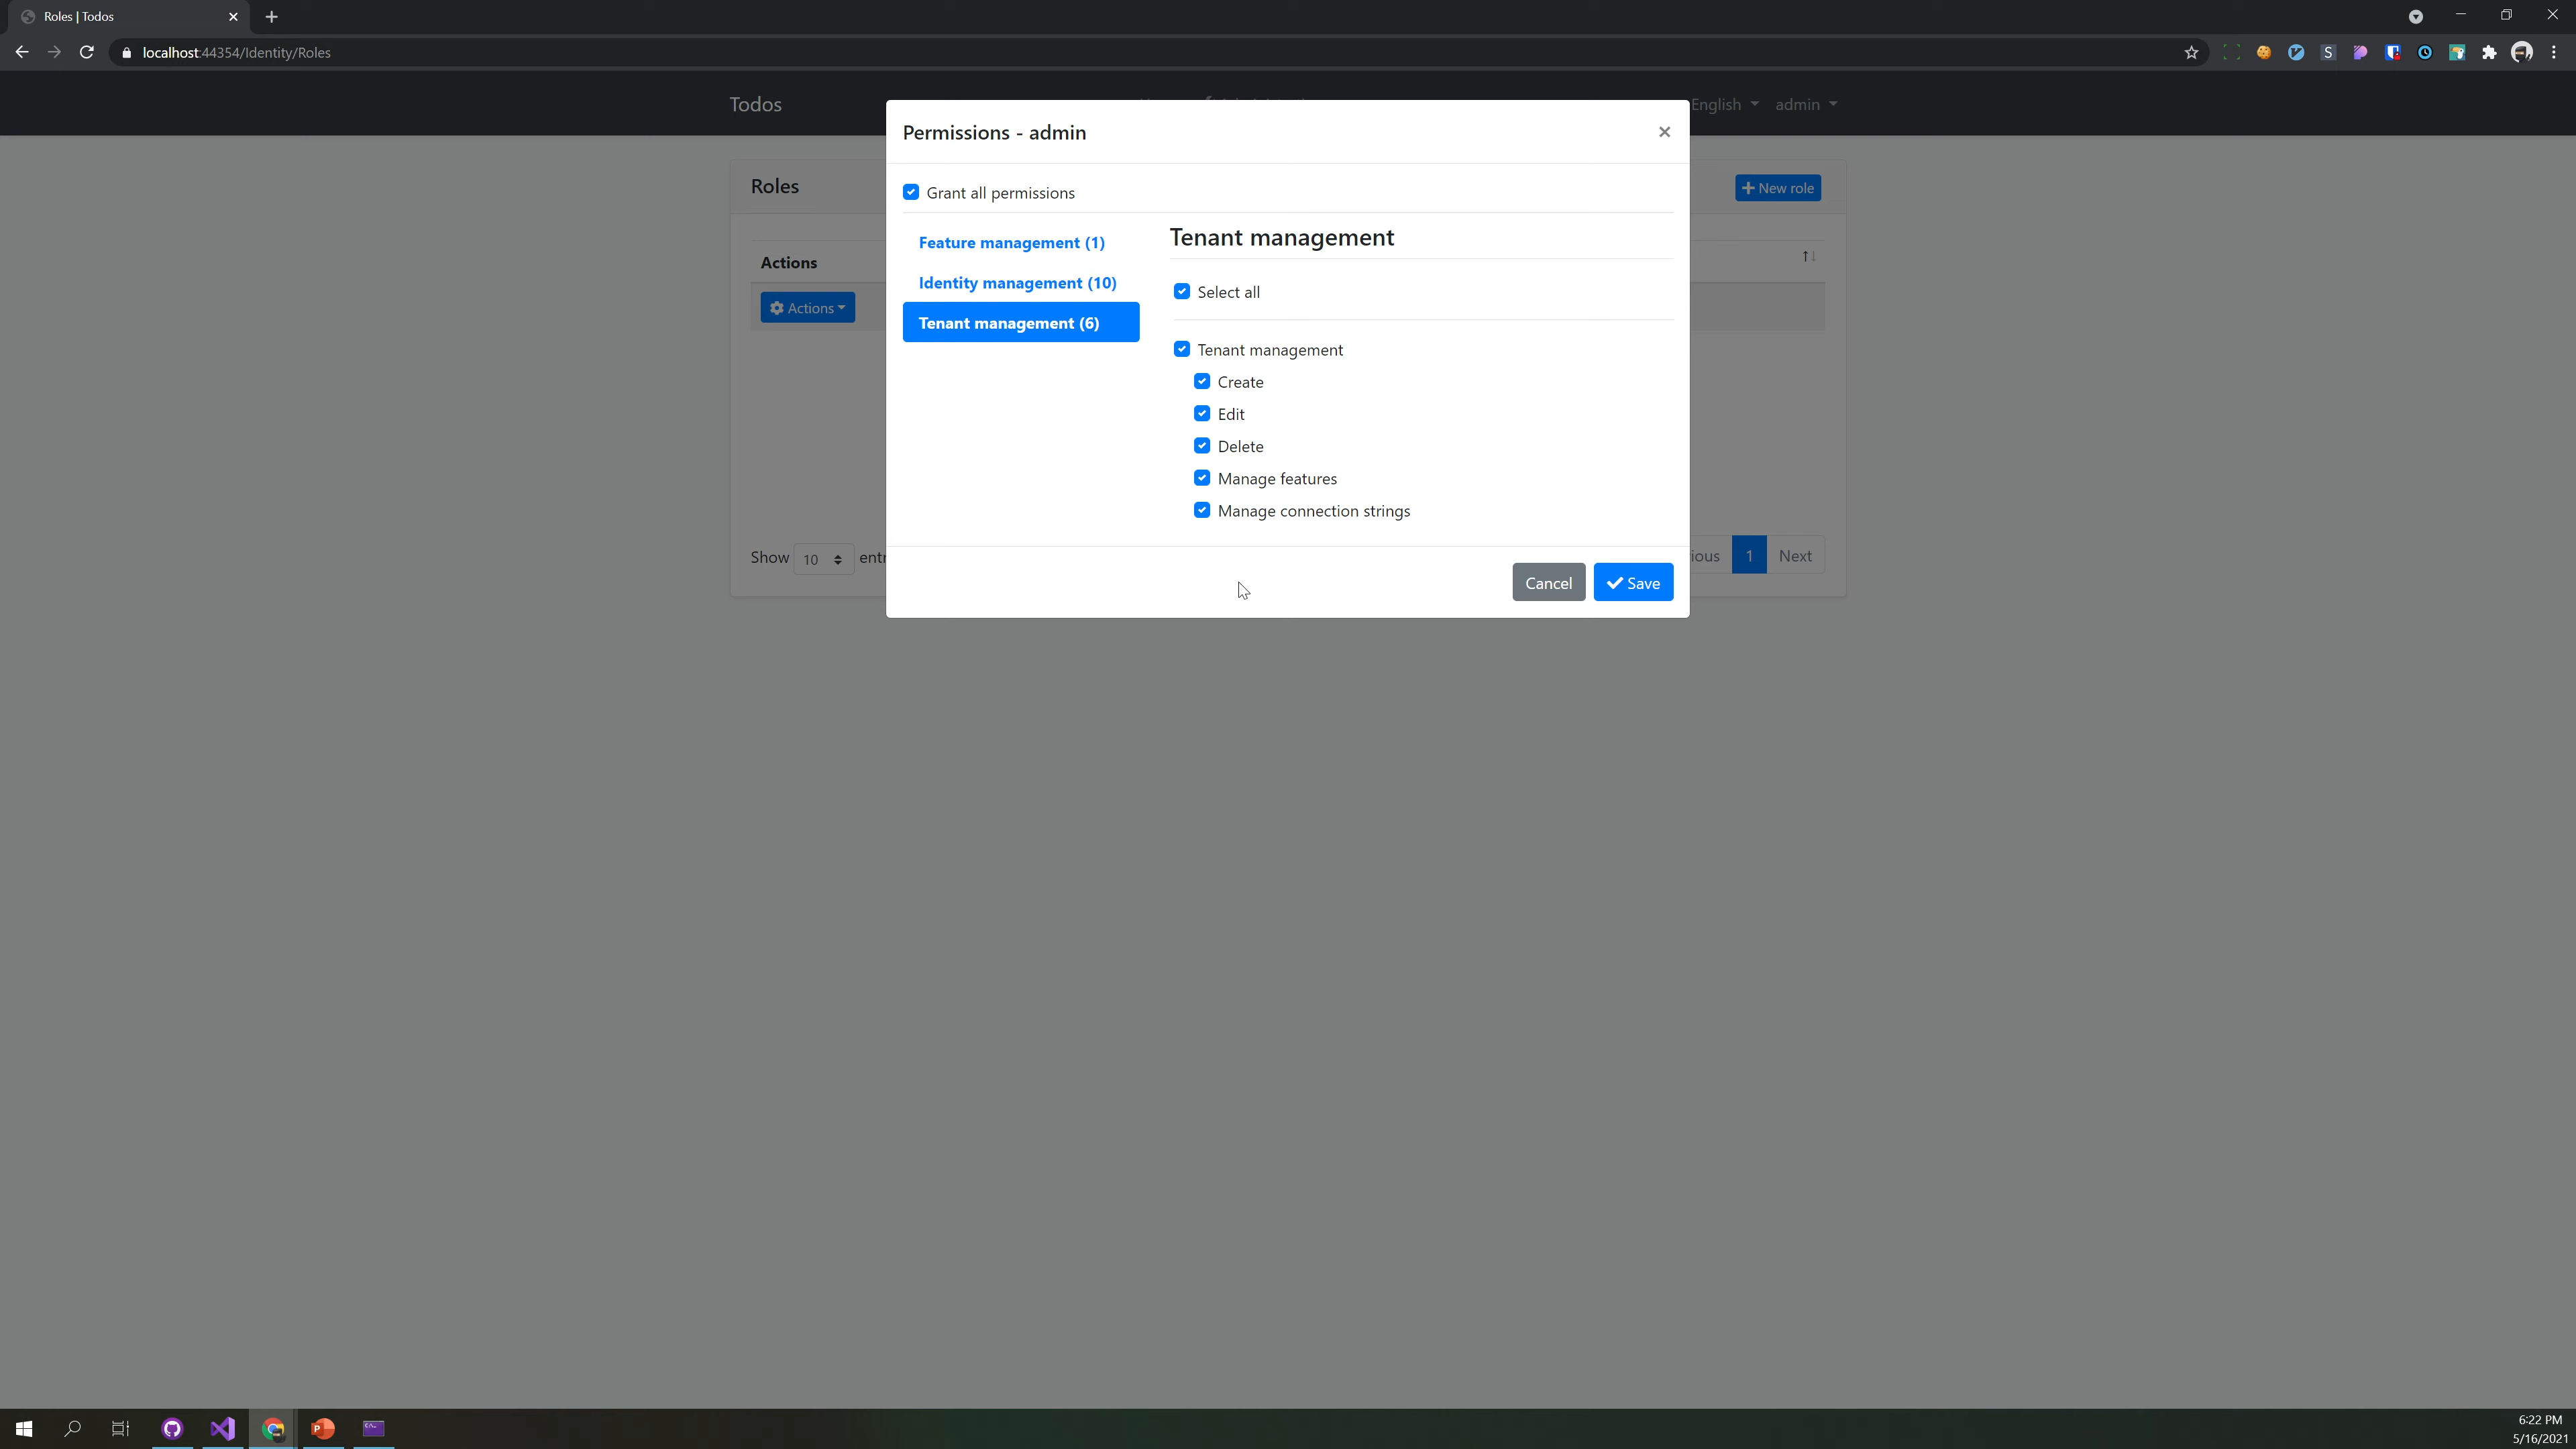 Roles | Todos
localhost:44354/Identity/Roles
Todos
English
admin
Permissions - admin
Roles
New role
Grant all permissions
Feature management (1)
Identity management (10)
Tenant management (6)
Tenant management
Select all
Tenant management
Create
Edit
Delete
Manage features
Manage connection strings
Actions
Actions
Show 10 entr
ious
1
Next
Cancel
Save
6:22 PM
5/16/2021